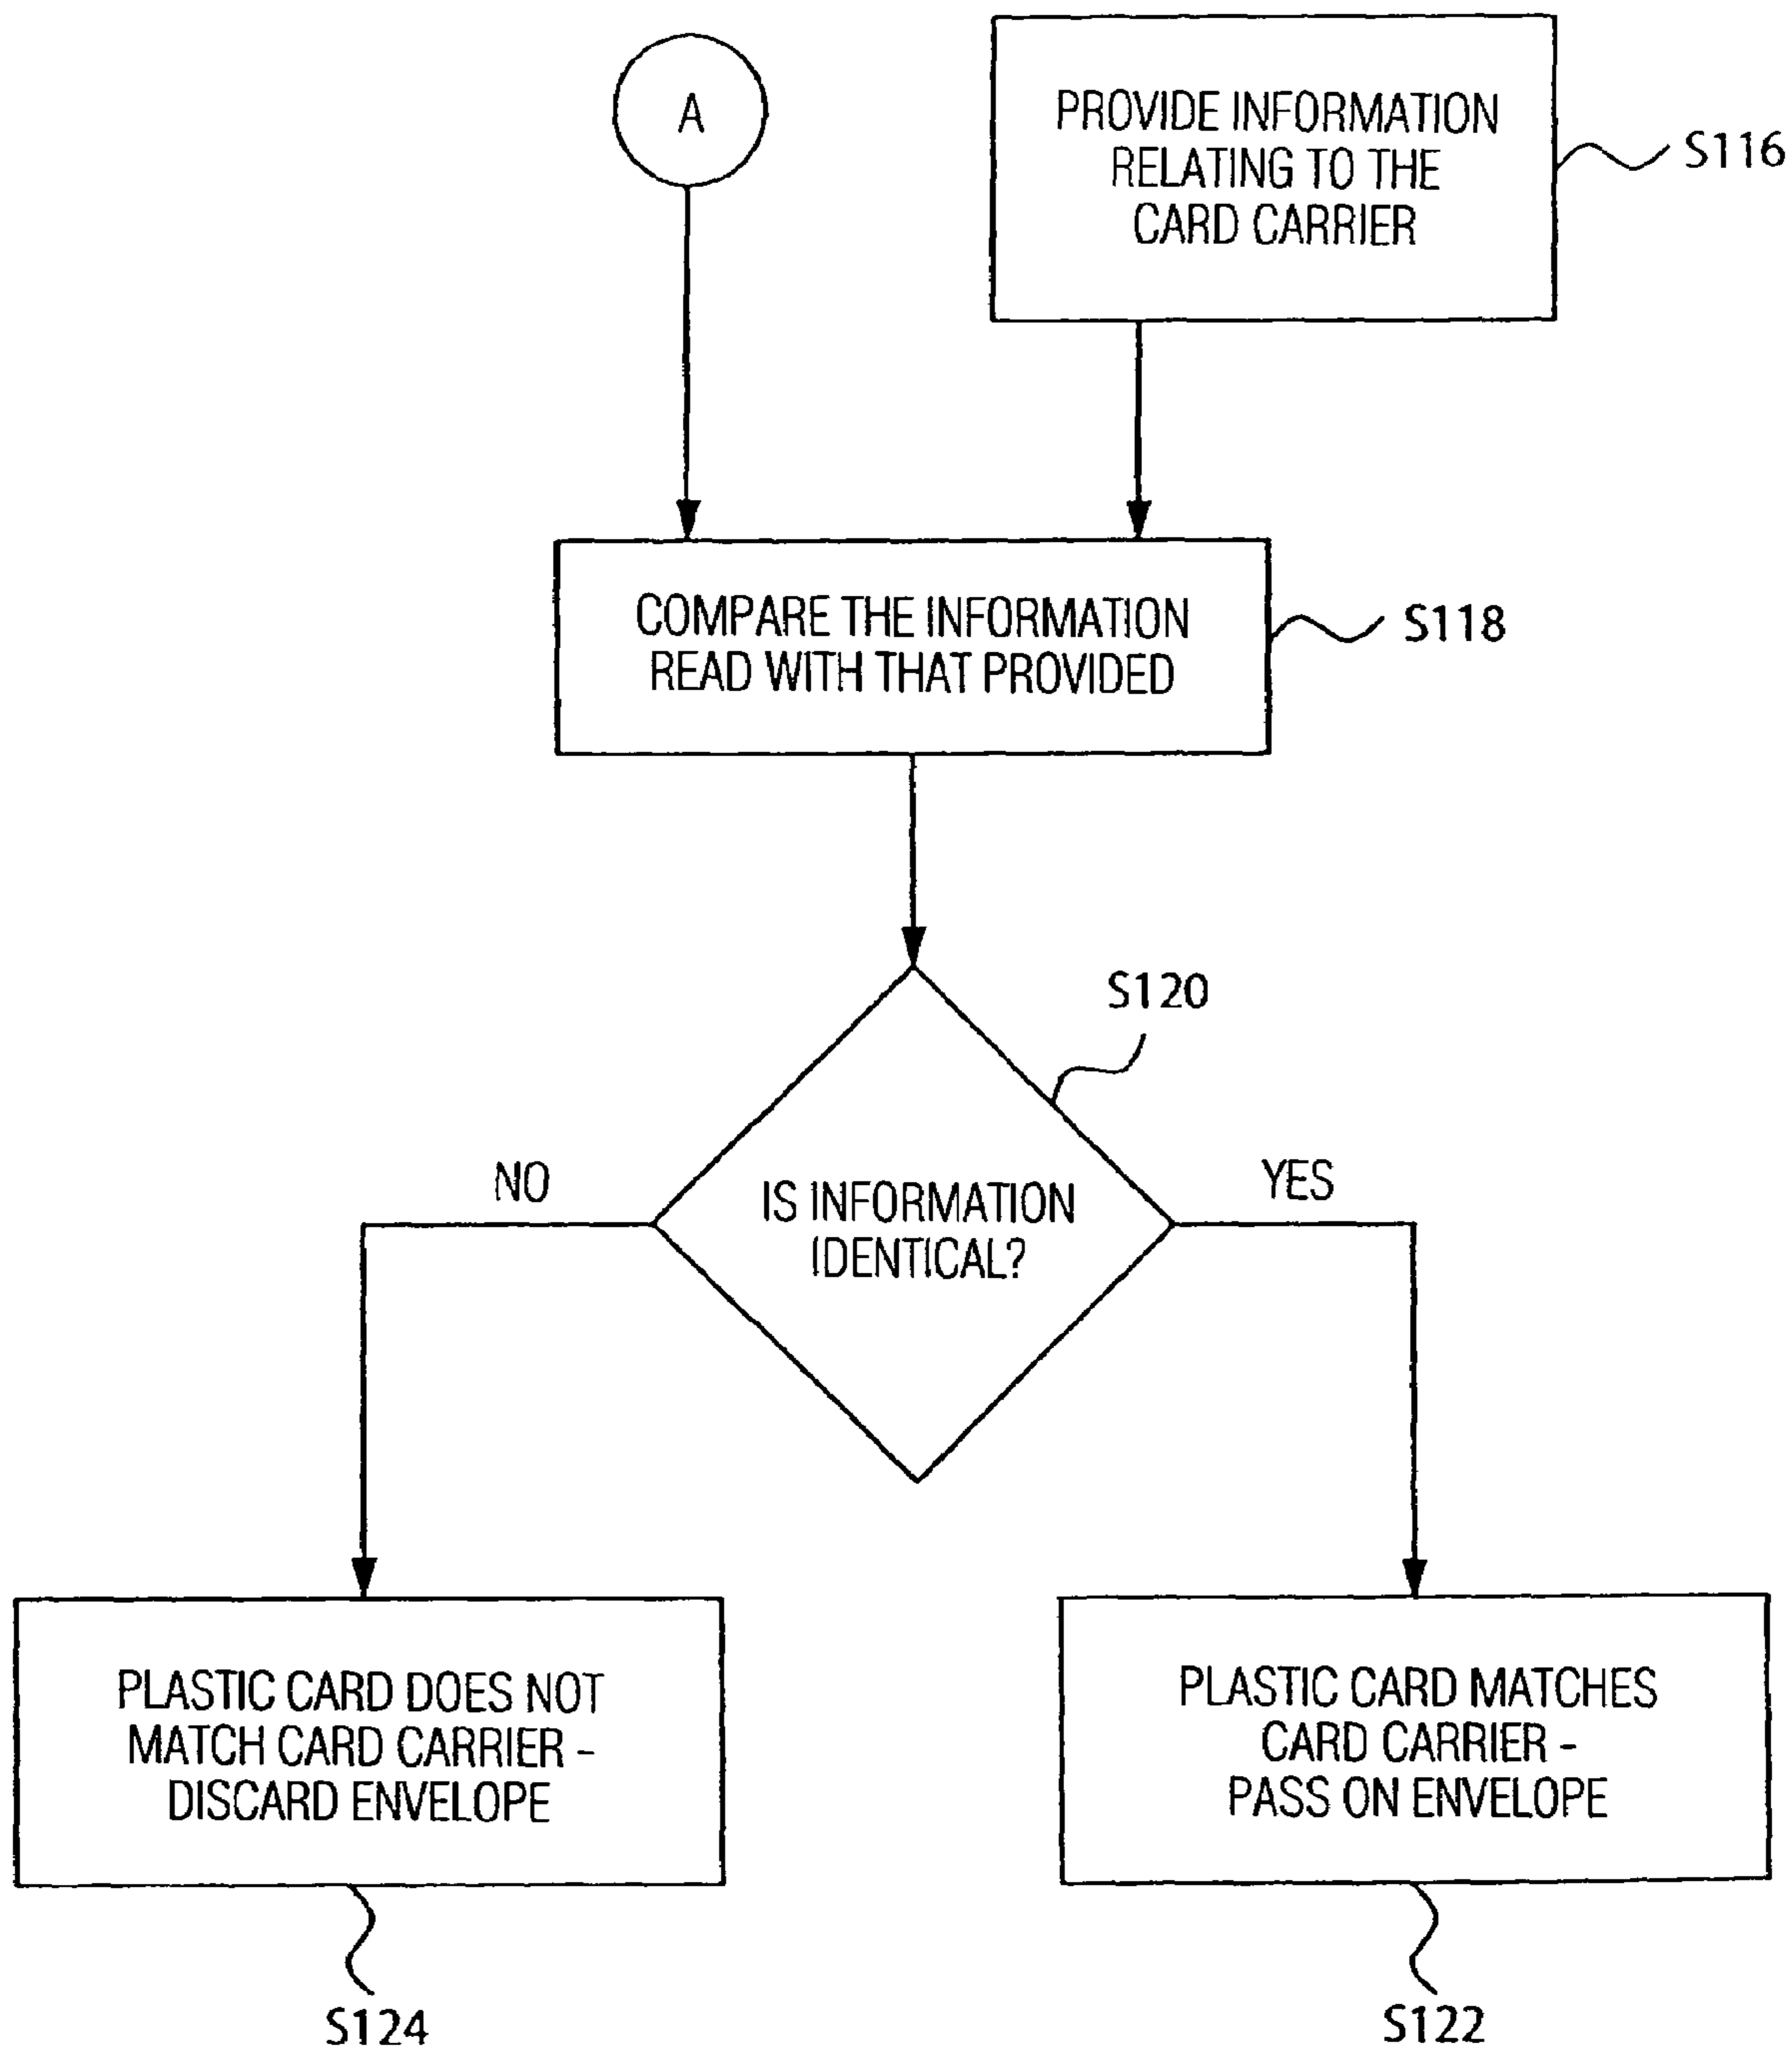 A
PROVIDE INFORMATION
RELATING TO THE
CARD CARRIER
S116
COMPARE THE INFORMATION
READ WITH THAT PROVIDED
S118
S120
IS INFORMATION
IDENTICAL?
NO
YES
PLASTIC CARD DOES NOT
MATCH CARD CARRIER -
DISCARD ENVELOPE
S124
PLASTIC CARD MATCHES
CARD CARRIER -
PASS ON ENVELOPE
S122